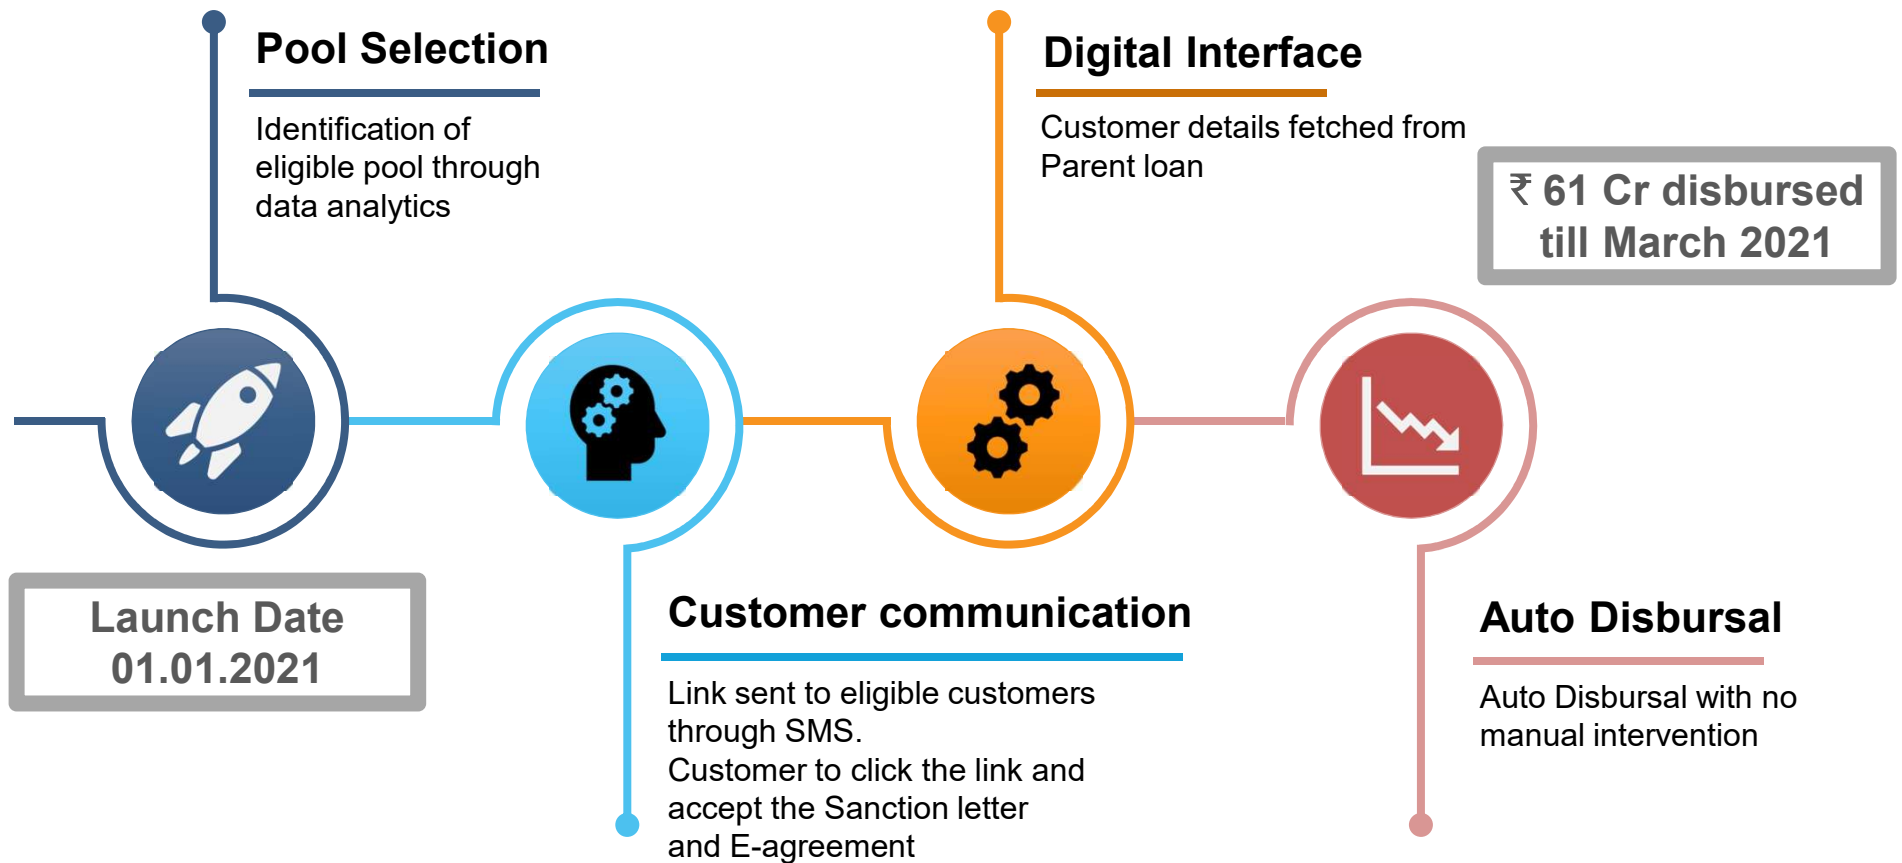 Pool Selection
Identification of
eligible pool through
data analytics
Digital Interface
Customer details fetched from
Parent loan
₹ 61 Cr disbursed
till March 2021
Launch Date
01.01.2021
Customer communication
Link sent to eligible customers
through SMS.
Customer to click the link and
accept the Sanction letter
and E-agreement
Auto Disbursal
Auto Disbursal with no
manual intervention